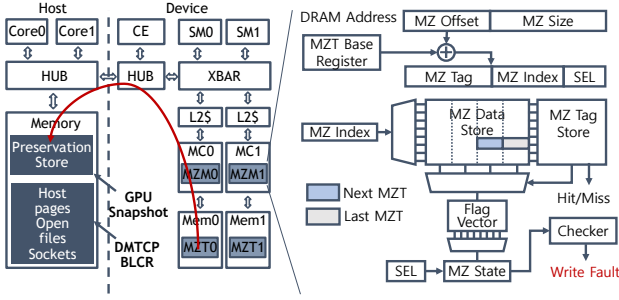 Host
Device
Core0
Core1
CE
SM0
SM1
HUB
HUB
XBAR
L2$
L2$
Memory
Preservation
Store
MC0
MZM0
MC1
MZM1
GPU
Snapshot
Host
pages
Open
files
Sockets
DMTCP
BLCR
Mem0
MZT0
Mem1
MZT1
DRAM Address
MZ Offset
MZ Size
MZT Base
Register
MZ Tag
MZ Index
SEL
MZ Index
MZ Data
Store
MZ Tag
Store
Next MZT
Last MZT
Hit/Miss
Flag
Vector
Checker
SEL
MZ State
Write Fault